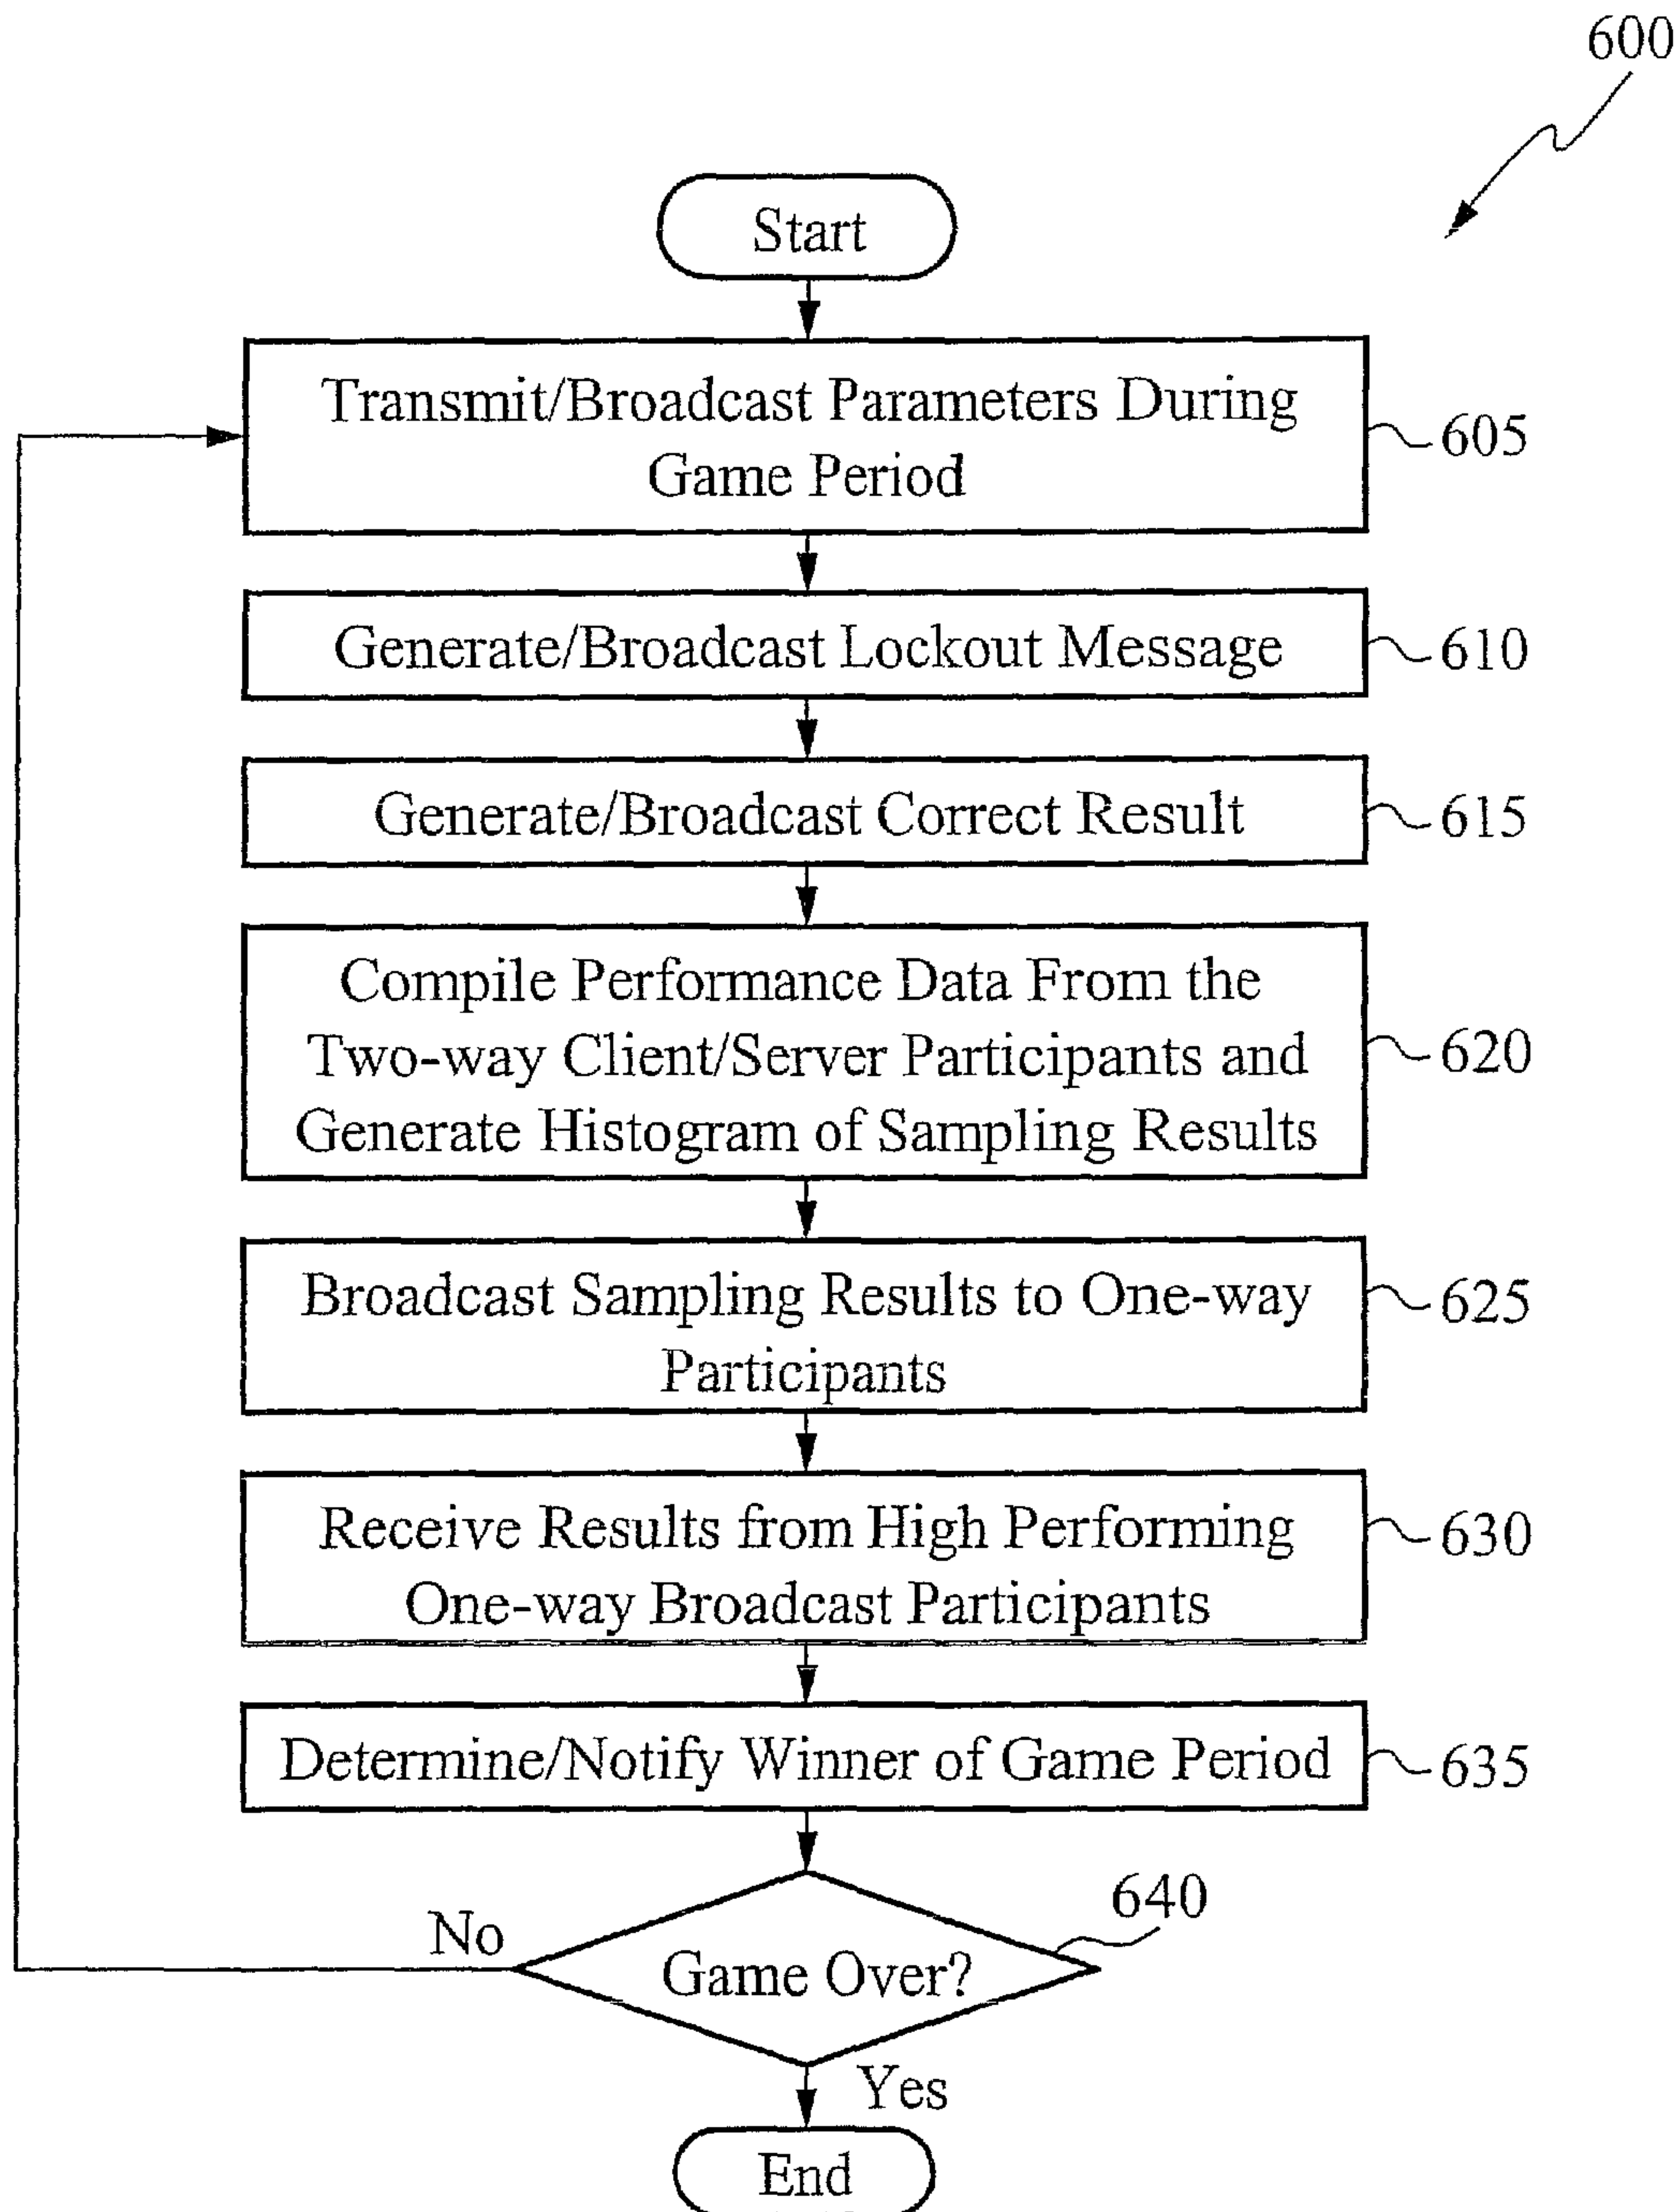 600
Start
Transmit/Broadcast Parameters During
Game Period
605
Generate/Broadcast Lockout Message
610
Generate/Broadcast Correct Result
615
Compile Performance Data From the
Two-way Client/Server Participants and
Generate Histogram of Sampling Results
620
Broadcast Sampling Results to One-way
Participants
625
Receive Results from High Performing
One-way Broadcast Participants
630
Determine/Notify Winner of Game Period
635
640
No
Game Over?
Yes
End